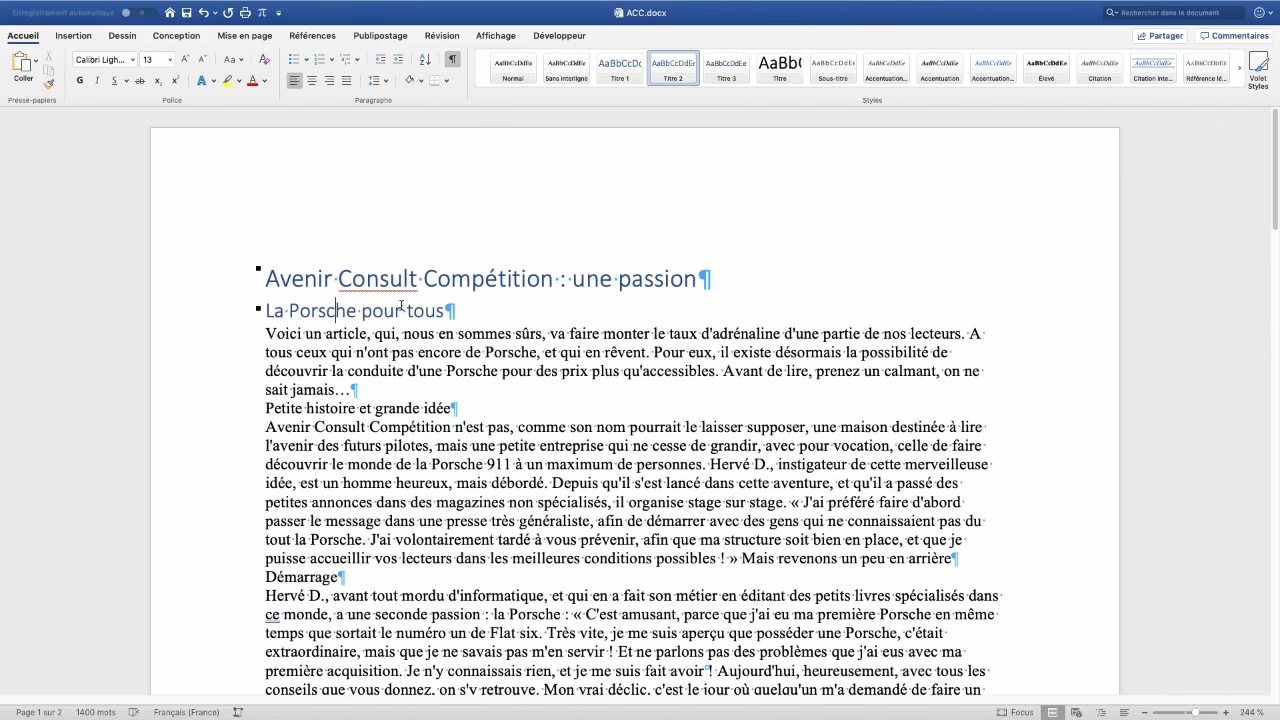 Enregistrement automatique
ACC.docx
Rechercher dans le document
Accueil Insertion Dessin Conception Mise en page Références Publipostage Révision Affichage Développeur
Partager Commentaires
Coller
Calibri Ligh... 13
AaBbCcDdEe AaBbCcDdEe AaBbCcDc AaBbCcDdEe AaBbCcDdEe AaBb( AaBbCcDdEe AaBbCcDdEe AaBbCcDdEe AaBbCcDdEe AaBbCcDdEe AaBbCcDdEe AaBbCcDdEe AaBbCcDdEe
Normal Sans interligne Titre 1 Titre 2 Titre 3 Titre Sous-titre Accentuation... Accentuation Accentuation... Élevé Citation Citation inte... Référence lé...
Volet Styles
Presse-papiers Police Paragraphe Styles
Avenir Consult Compétition : une passion¶
La Porsche pour tous¶
Voici un article, qui, nous en sommes sûrs, va faire monter le taux d'adrénaline d'une partie de nos lecteurs. A
tous ceux qui n'ont pas encore de Porsche, et qui en rêvent. Pour eux, il existe désormais la possibilité de
découvrir la conduite d'une Porsche pour des prix plus qu'accessibles. Avant de lire, prenez un calmant, on ne
sait jamais…¶
Petite histoire et grande idée¶
Avenir Consult Compétition n'est pas, comme son nom pourrait le laisser supposer, une maison destinée à lire
l'avenir des futurs pilotes, mais une petite entreprise qui ne cesse de grandir, avec pour vocation, celle de faire
découvrir le monde de la Porsche 911 à un maximum de personnes. Hervé D., instigateur de cette merveilleuse
idée, est un homme heureux, mais débordé. Depuis qu'il s'est lancé dans cette aventure, et qu'il a passé des
petites annonces dans des magazines non spécialisés, il organise stage sur stage. « J'ai préféré faire d'abord
passer le message dans une presse très généraliste, afin de démarrer avec des gens qui ne connaissaient pas du
tout la Porsche. J'ai volontairement tardé à vous prévenir, afin que ma structure soit bien en place, et que je
puisse accueillir vos lecteurs dans les meilleures conditions possibles ! » Mais revenons un peu en arrière¶
Démarrage¶
Hervé D., avant tout mordu d'informatique, et qui en a fait son métier en éditant des petits livres spécialisés dans
ce monde, a une seconde passion : la Porsche : « C'est amusant, parce que j'ai eu ma première Porsche en même
temps que sortait le numéro un de Flat six. Très vite, je me suis aperçu que posséder une Porsche, c'était
extraordinaire, mais que je ne savais pas m'en servir ! Et ne parlons pas des problèmes que j'ai eus avec ma
première acquisition. Je n'y connaissais rien, et je me suis fait avoir ! Aujourd'hui, heureusement, avec tous les
conseils que vous donnez, on s'y retrouve. Mon vrai déclic, c'est le jour où quelqu'un m'a demandé de faire un
Page 1 sur 2 1400 mots Français (France) Focus 244 %